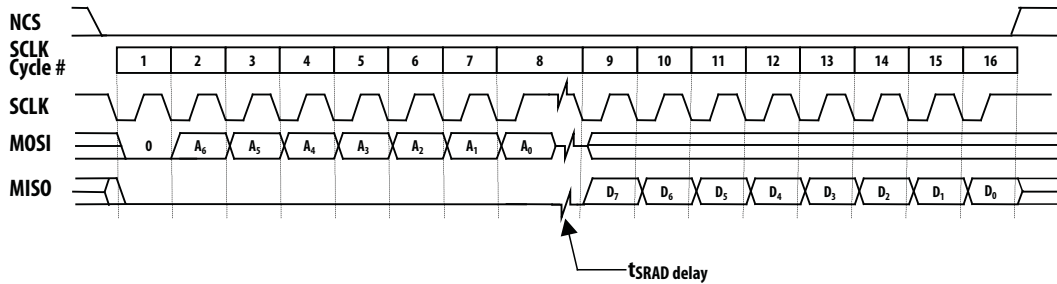 NCS
SCLK
Cycle # 1 2 3 4 5 6 7 8 9 10 11 12 13 14 15 16
SCLK
MOSI 0 A6 A5 A4 A3 A2 A1 A0
MISO D7 D6 D5 D4 D3 D2 D1 D0
tSRAD delay